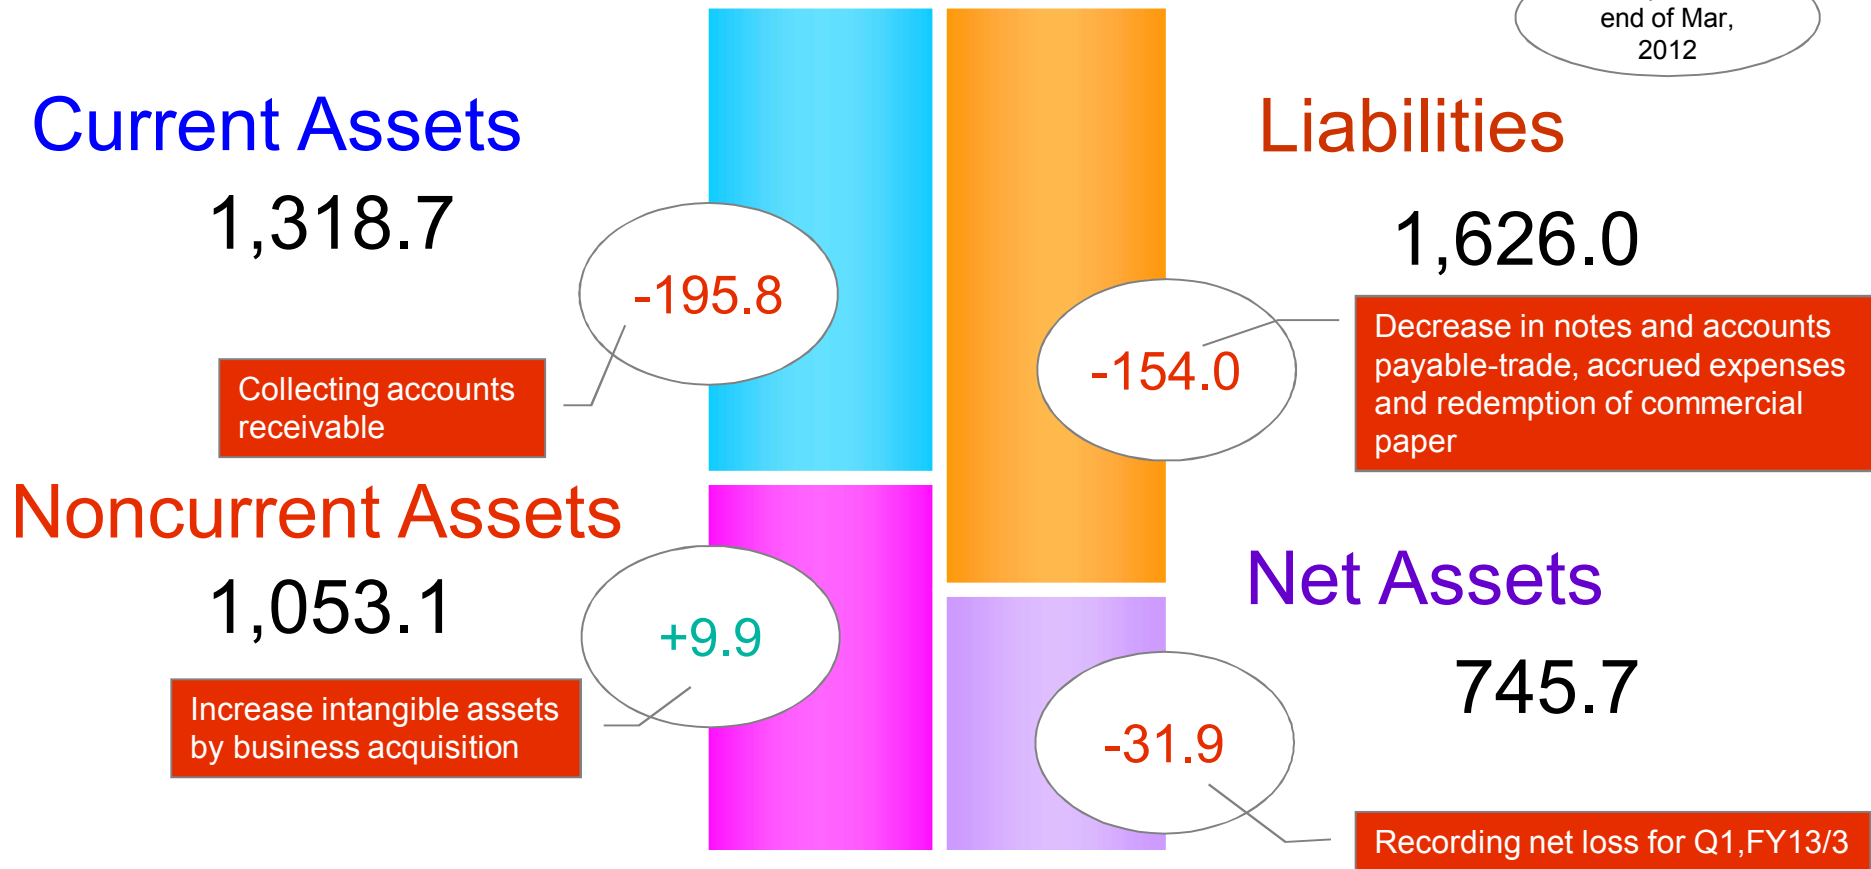 end of Mar,
2012
Current Assets
1,318.7
-195.8
Collecting accounts
receivable
Noncurrent Assets
1,053.1
+9.9
Increase intangible assets
by business acquisition
Liabilities
1,626.0
-154.0
Decrease in notes and accounts
payable-trade, accrued expenses
and redemption of commercial
paper
Net Assets
745.7
-31.9
Recording net loss for Q1,FY13/3